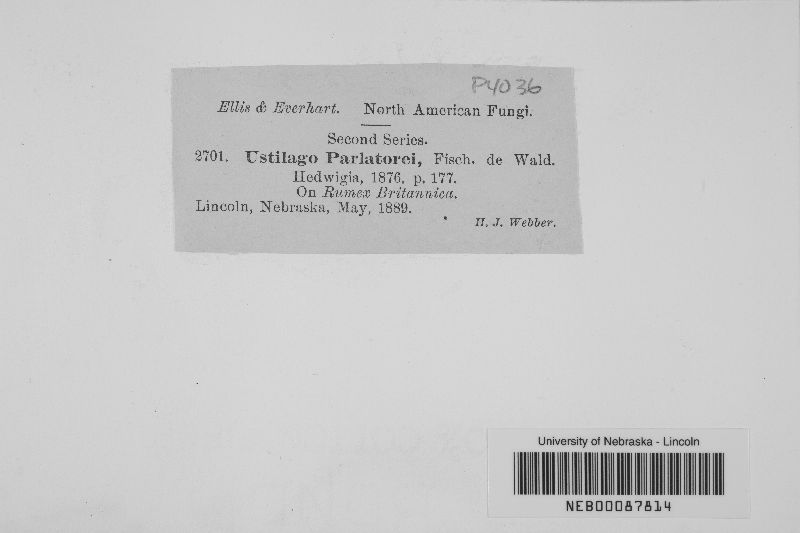 P4036
Ellis & Everhart. North American Fungi.
Second Series.
2701. Ustilago Parlatorei, Fisch. de Wald.
Hedwigia, 1876, p. 177.
On Rumex Britannica.
Lincoln, Nebraska, May, 1889.
H. J. Webber.
University of Nebraska - Lincoln
NEB00087814